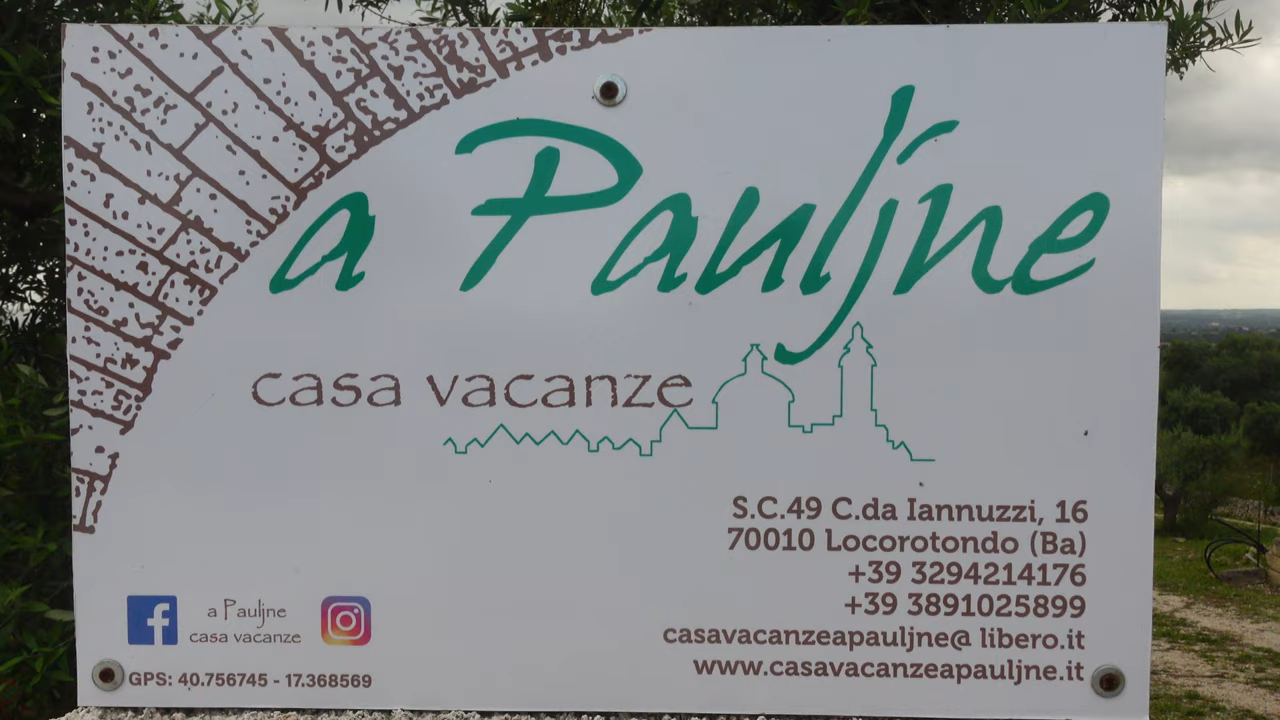 a Pauljne
casa vacanze
S.C.49 C.da Iannuzzi, 16
70010 Locorotondo (Ba)
+39 3294214176
+39 3891025899
casavacanzeapauljne@ libero.it
www.casavacanzeapauljne.it
a Pauljne
casa vacanze
GPS: 40.756745 - 17.368569